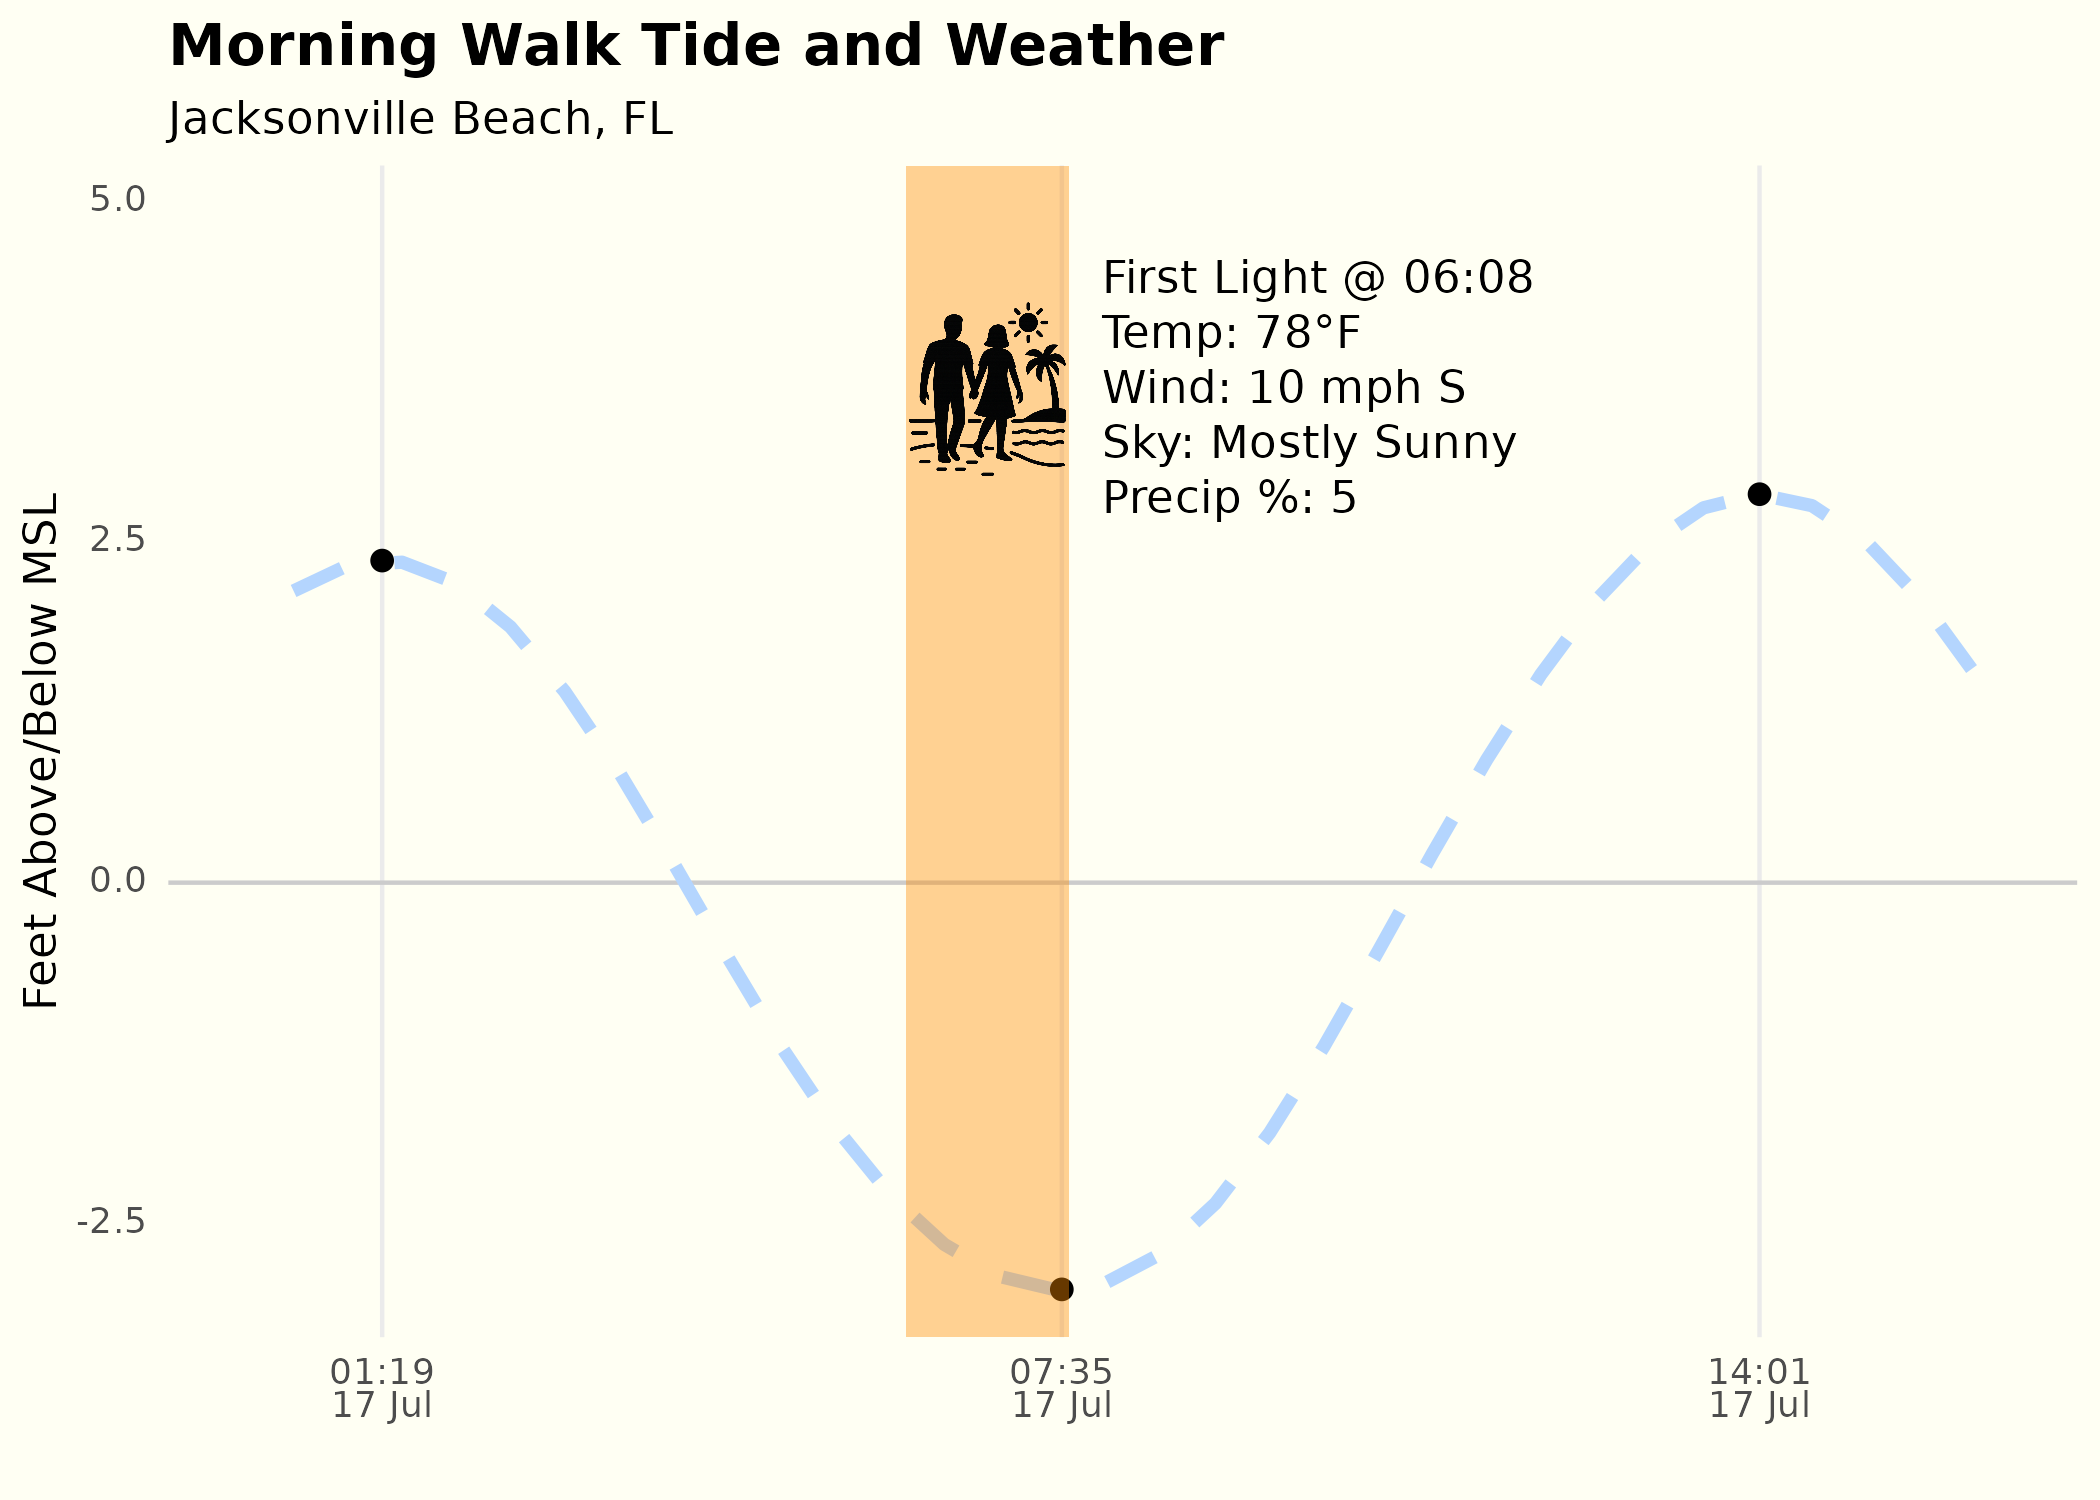 Morning Walk Tide and Weather
Jacksonville Beach, FL
Feet Above/Below MSL
5.0
2.5
0.0
-2.5
First Light @ 06:08
Temp: 78°F
Wind: 10 mph S
Sky: Mostly Sunny
Precip %: 5
01:19
17 Jul
07:35
17 Jul
14:01
17 Jul